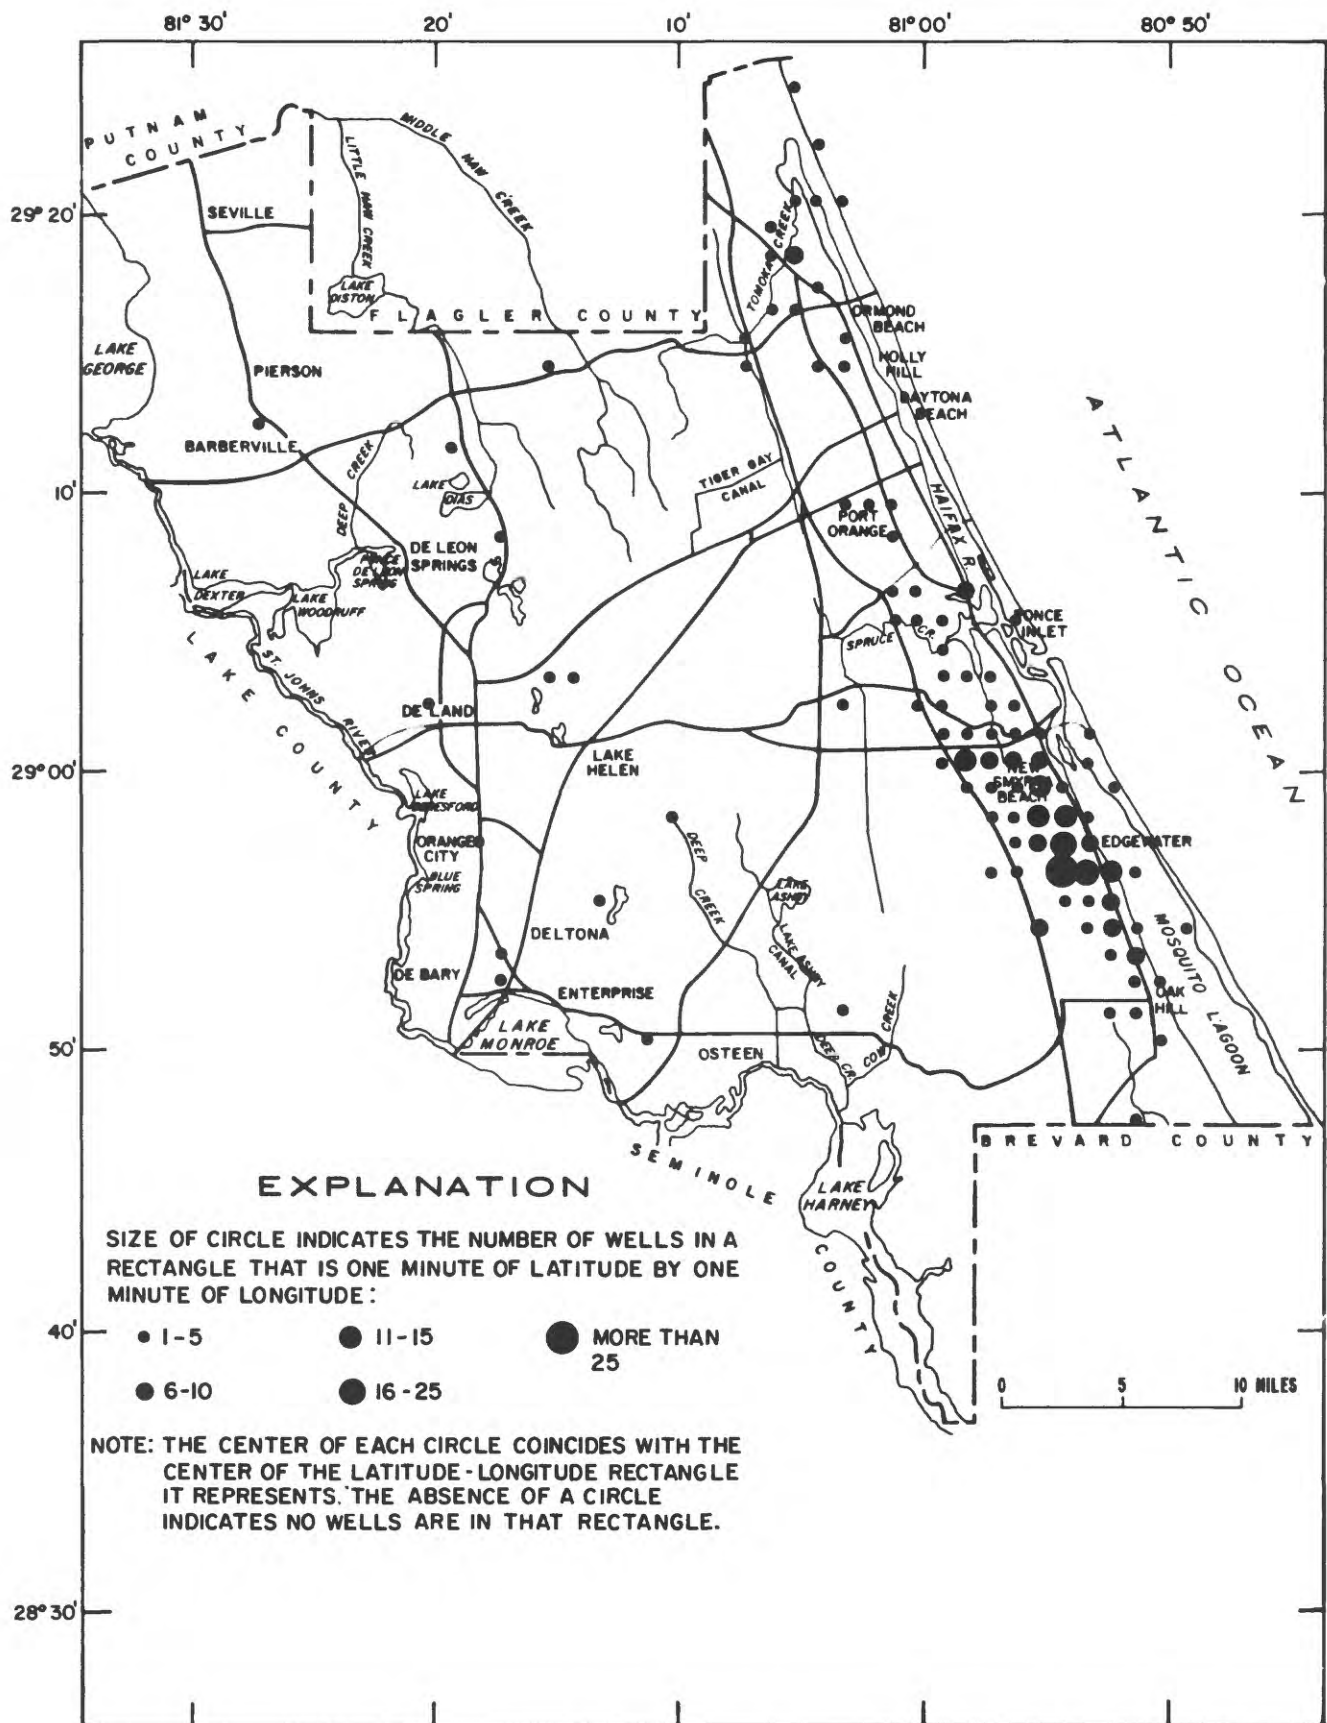 81° 30'
20'
10'
81° 00'
80° 50'
PUTNAM
COUNTY
LITTLE HAW CREEK
MIDDLE HAW CREEK
29° 20'
SEVILLE
TOMOKA CREEK
LAKE
DISTON
FLAGLER COUNTY
ORMOND
BEACH
LAKE
GEORGE
PIERSON
HOLLY
HILL
DAYTONA
BEACH
ATLANTIC OCEAN
BARBERVILLE
DEEP CREEK
LAKE
DIAS
TIGER BAY
CANAL
HALIFAX R.
10'
PORT
ORANGE
DE LEON
SPRINGS
PONCE
DE LEON
SPRING
LAKE
DEXTER
LAKE
WOODRUFF
SPRUCE CR.
PONCE
INLET
LAKE COUNTY
ST. JOHNS RIVER
DE LAND
LAKE
HELEN
29° 00'
NEW
SMYRNA
BEACH
LAKE
BERESFORD
ORANGE
CITY
BLUE
SPRING
DEEP CREEK
EDGEWATER
LAKE
ASHBY
LAKE ASHBY
CANAL
DELTONA
MOSQUITO LAGOON
DE BARY
ENTERPRISE
COW CREEK
OAK
HILL
LAKE
MONROE
50'
OSTEEN
DEEP CR.
BREVARD COUNTY
SEMINOLE COUNTY
LAKE
HARNEY
EXPLANATION
SIZE OF CIRCLE INDICATES THE NUMBER OF WELLS IN A
RECTANGLE THAT IS ONE MINUTE OF LATITUDE BY ONE
MINUTE OF LONGITUDE:
1-5
11-15
MORE THAN
25
6-10
16-25
40'
0 5 10 MILES
NOTE: THE CENTER OF EACH CIRCLE COINCIDES WITH THE
CENTER OF THE LATITUDE-LONGITUDE RECTANGLE
IT REPRESENTS. THE ABSENCE OF A CIRCLE
INDICATES NO WELLS ARE IN THAT RECTANGLE.
28° 30'